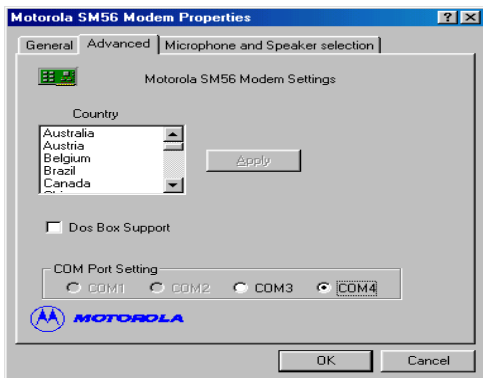 Motorola SM56 Modem Properties
General Advanced Microphone and Speaker selection
Motorola SM56 Modem Settings
Country
Australia
Austria
Belgium
Brazil
Canada
Apply
Dos Box Support
COM Port Setting
COM1 COM2 COM3 COM4
MOTOROLA
OK Cancel